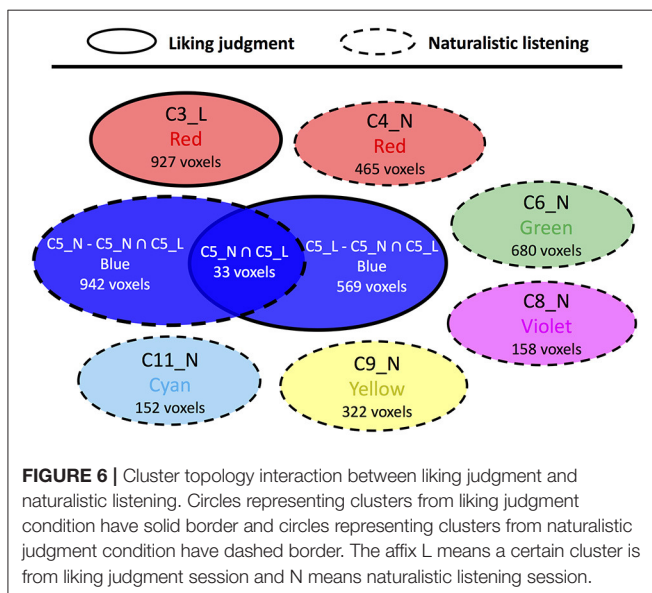 Liking judgment Naturalistic listening
C3_L
Red
927 voxels
C4_N
Red
465 voxels
C6_N
Green
680 voxels
C5_N - C5_N ∩ C5_L
Blue
942 voxels
C5_N ∩ C5_L
33 voxels
C5_L - C5_N ∩ C5_L
Blue
569 voxels
C8_N
Violet
158 voxels
C11_N
Cyan
152 voxels
C9_N
Yellow
322 voxels
FIGURE 6 | Cluster topology interaction between liking judgment and
naturalistic listening. Circles representing clusters from liking judgment
condition have solid border and circles representing clusters from naturalistic
judgment condition have dashed border. The affix L means a certain cluster is
from liking judgment session and N means naturalistic listening session.